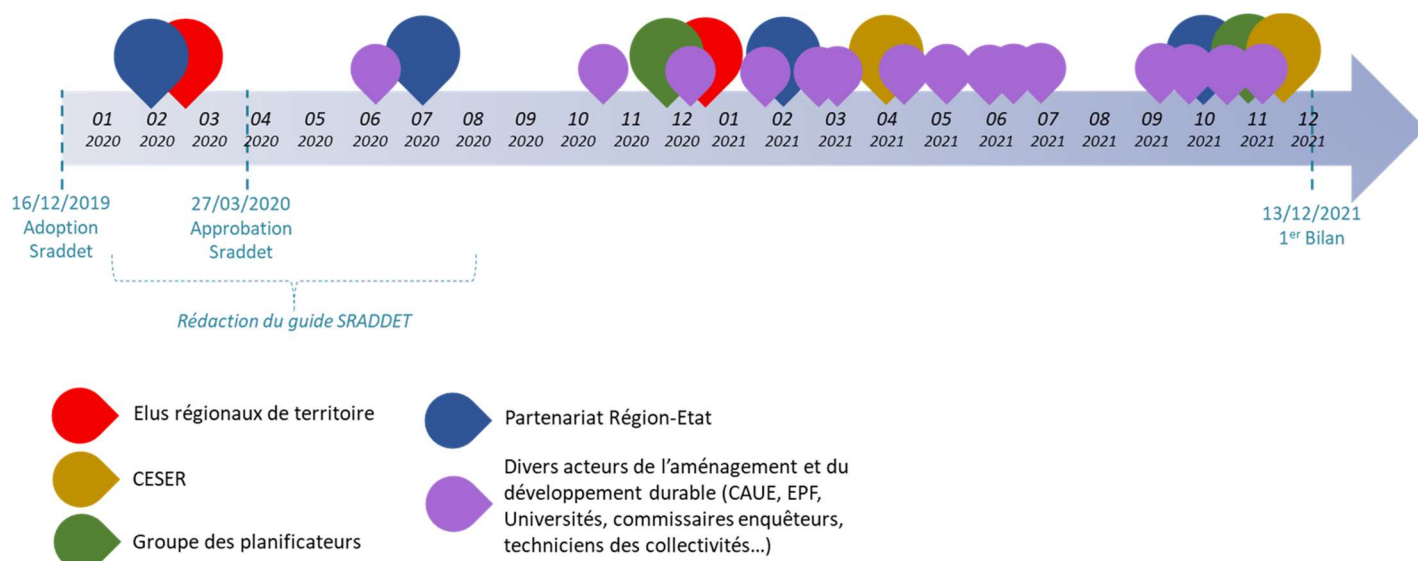 01 02 03 04 05 06 07 08 09 10 11 12 01 02 03 04 05 06 07 08 09 10 11 12
2020 2020 2020 2020 2020 2020 2020 2020 2020 2020 2020 2020 2021 2021 2021 2021 2021 2021 2021 2021 2021 2021 2021 2021
16/12/2019
Adoption
Sraddet
27/03/2020
Approbation
Sraddet
13/12/2021
1er Bilan
Rédaction du guide SRADDET
Elus régionaux de territoire
CESER
Groupe des planificateurs
Partenariat Région-Etat
Divers acteurs de l’aménagement et du
développement durable (CAUE, EPF,
Universités, commissaires enquêteurs,
techniciens des collectivités…)